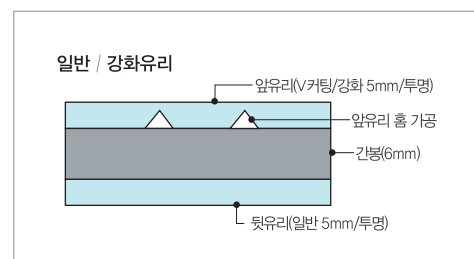 일반 / 강화유리
앞유리(V커팅/강화 5mm/투명)
앞유리 홈 가공
간봉(6mm)
뒷유리(일반 5mm/투명)